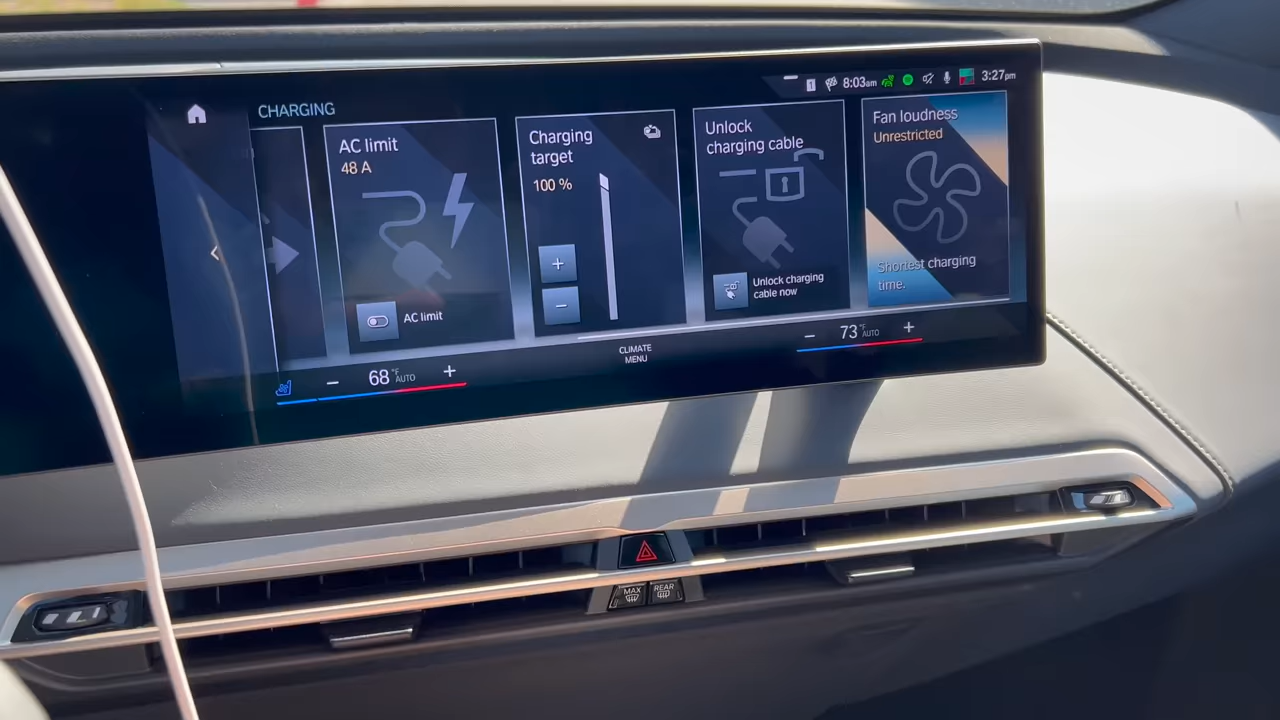 8:03am
3:27pm
CHARGING
AC limit
48 A
AC limit
Charging
target
100 %
+
−
Unlock
charging cable
Unlock charging
cable now
Fan loudness
Unrestricted
Shortest charging
time.
− 68 °F AUTO +
CLIMATE
MENU
− 73 °F AUTO +
MAX
REAR